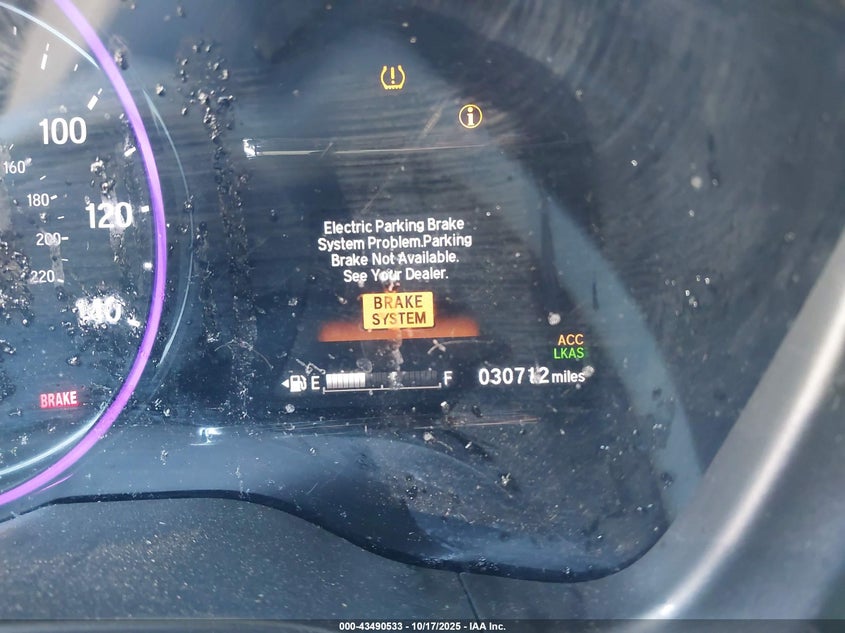 100
160
180
120
200
220
140
BRAKE
Electric Parking Brake
System Problem.Parking
Brake Not Available.
See Your Dealer.
BRAKE
SYSTEM
ACC
LKAS
E F 030712 miles
000-43490533 - 10/17/2025 - IAA Inc.